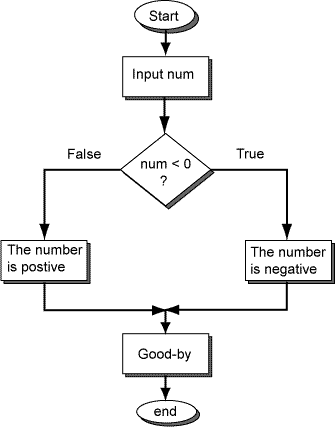 Start
Input num
False
num < 0
?
True
The number
is postive
The number
is negative
Good-by
end